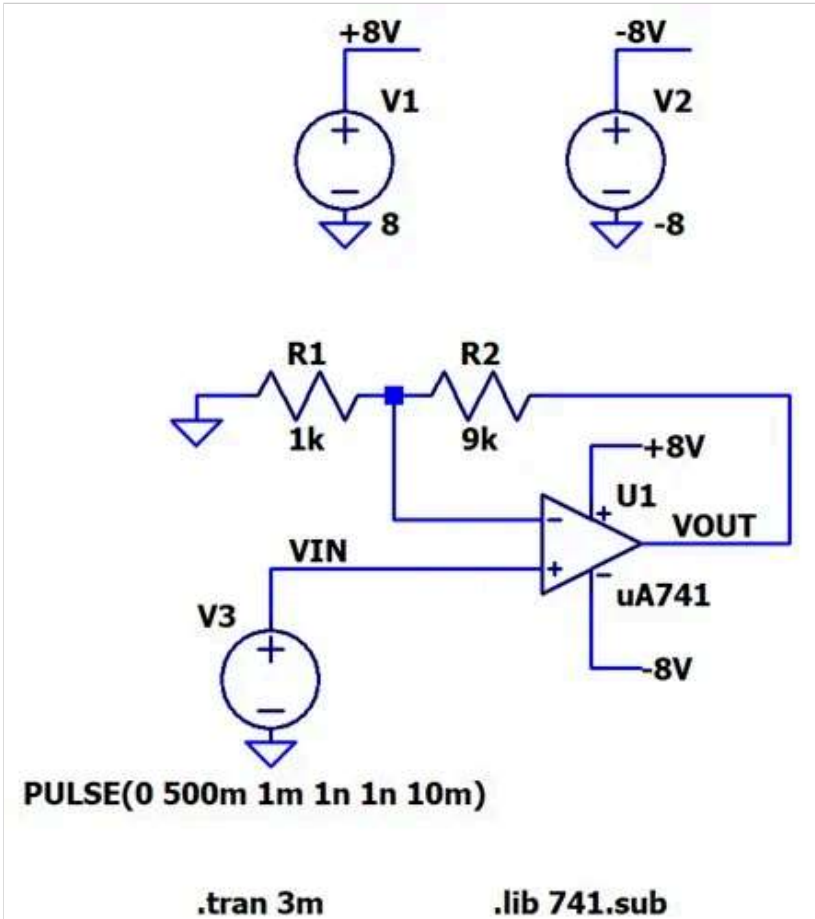 +8V
-8V
V1
V2
8
-8
R1
R2
1k
9k
+8V
U1
VOUT
VIN
uA741
V3
-8V
PULSE(0 500m 1m 1n 1n 10m)
.tran 3m
.lib 741.sub